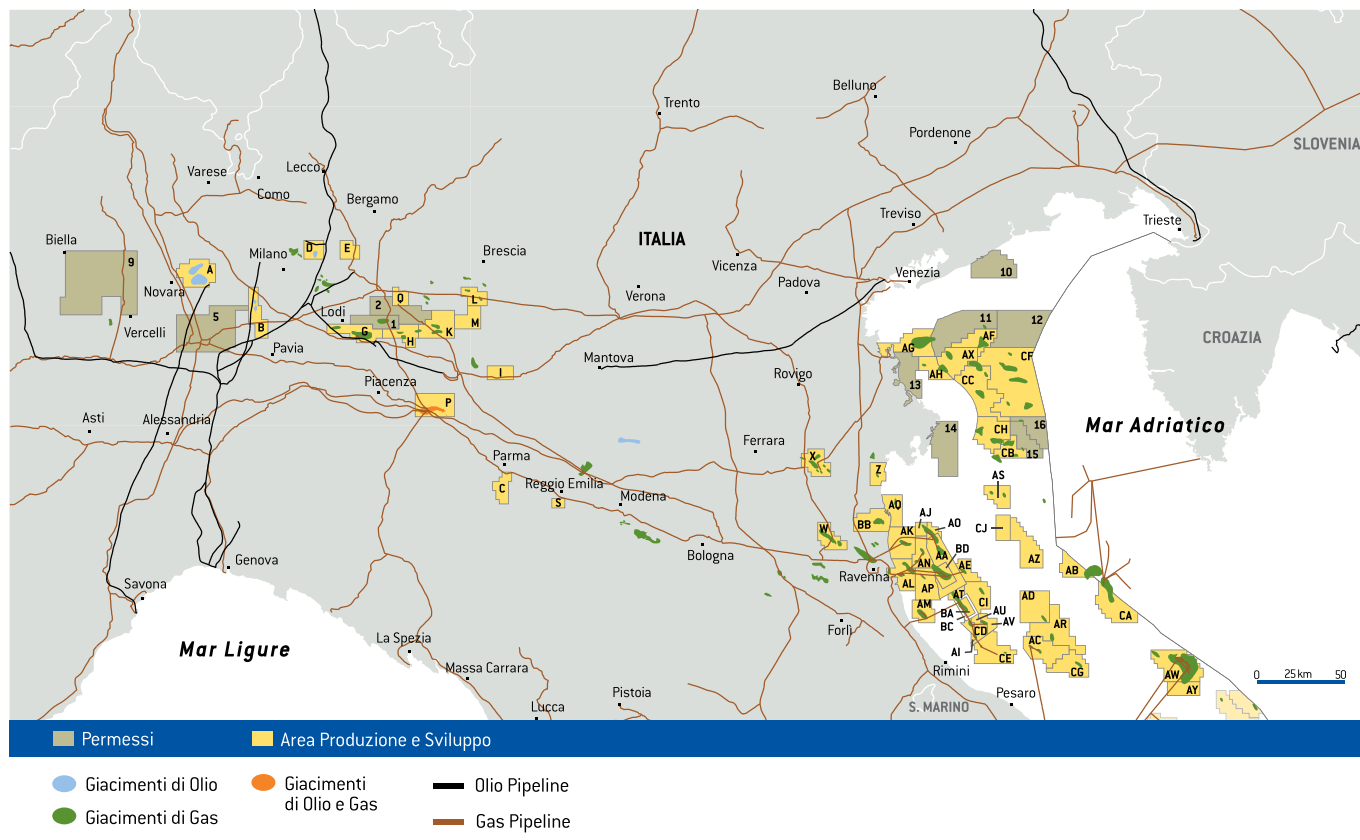 Belluno
Trento
Pordenone
SLOVENIA
Varese
Lecco
Como
Bergamo
Treviso
Trieste
Biella
ITALIA
Milano
D
E
Brescia
Vicenza
9
A
10
Venezia
Novara
Padova
Verona
2
Q
L
5
Lodi
11
12
Vercelli
B
1
M
G
K
AF
CROAZIA
H
AG
AX
CF
Pavia
Mantova
AH
CC
I
Rovigo
Piacenza
13
P
Asti
Alessandria
Mar Adriatico
14
CH
16
Ferrara
Parma
X
CB
15
Z
AS
C
Reggio Emilia
Modena
S
AQ
AJ
AO
BB
W
AK
CJ
Bologna
BD
AA
AZ
Genova
AN
AE
AB
Ravenna
Savona
AL
AP
AT
CI
AD
AM
BA
AU
CA
BC
AV
Forlì
CD
AR
La Spezia
AC
Mar Ligure
AI
CE
Massa Carrara
Rimini
CG
AW
0
25 km
50
Pistoia
Pesaro
AY
Lucca
S. MARINO
Permessi
Area Produzione e Sviluppo
Giacimenti di Olio
Giacimenti
di Olio e Gas
Olio Pipeline
Giacimenti di Gas
Gas Pipeline